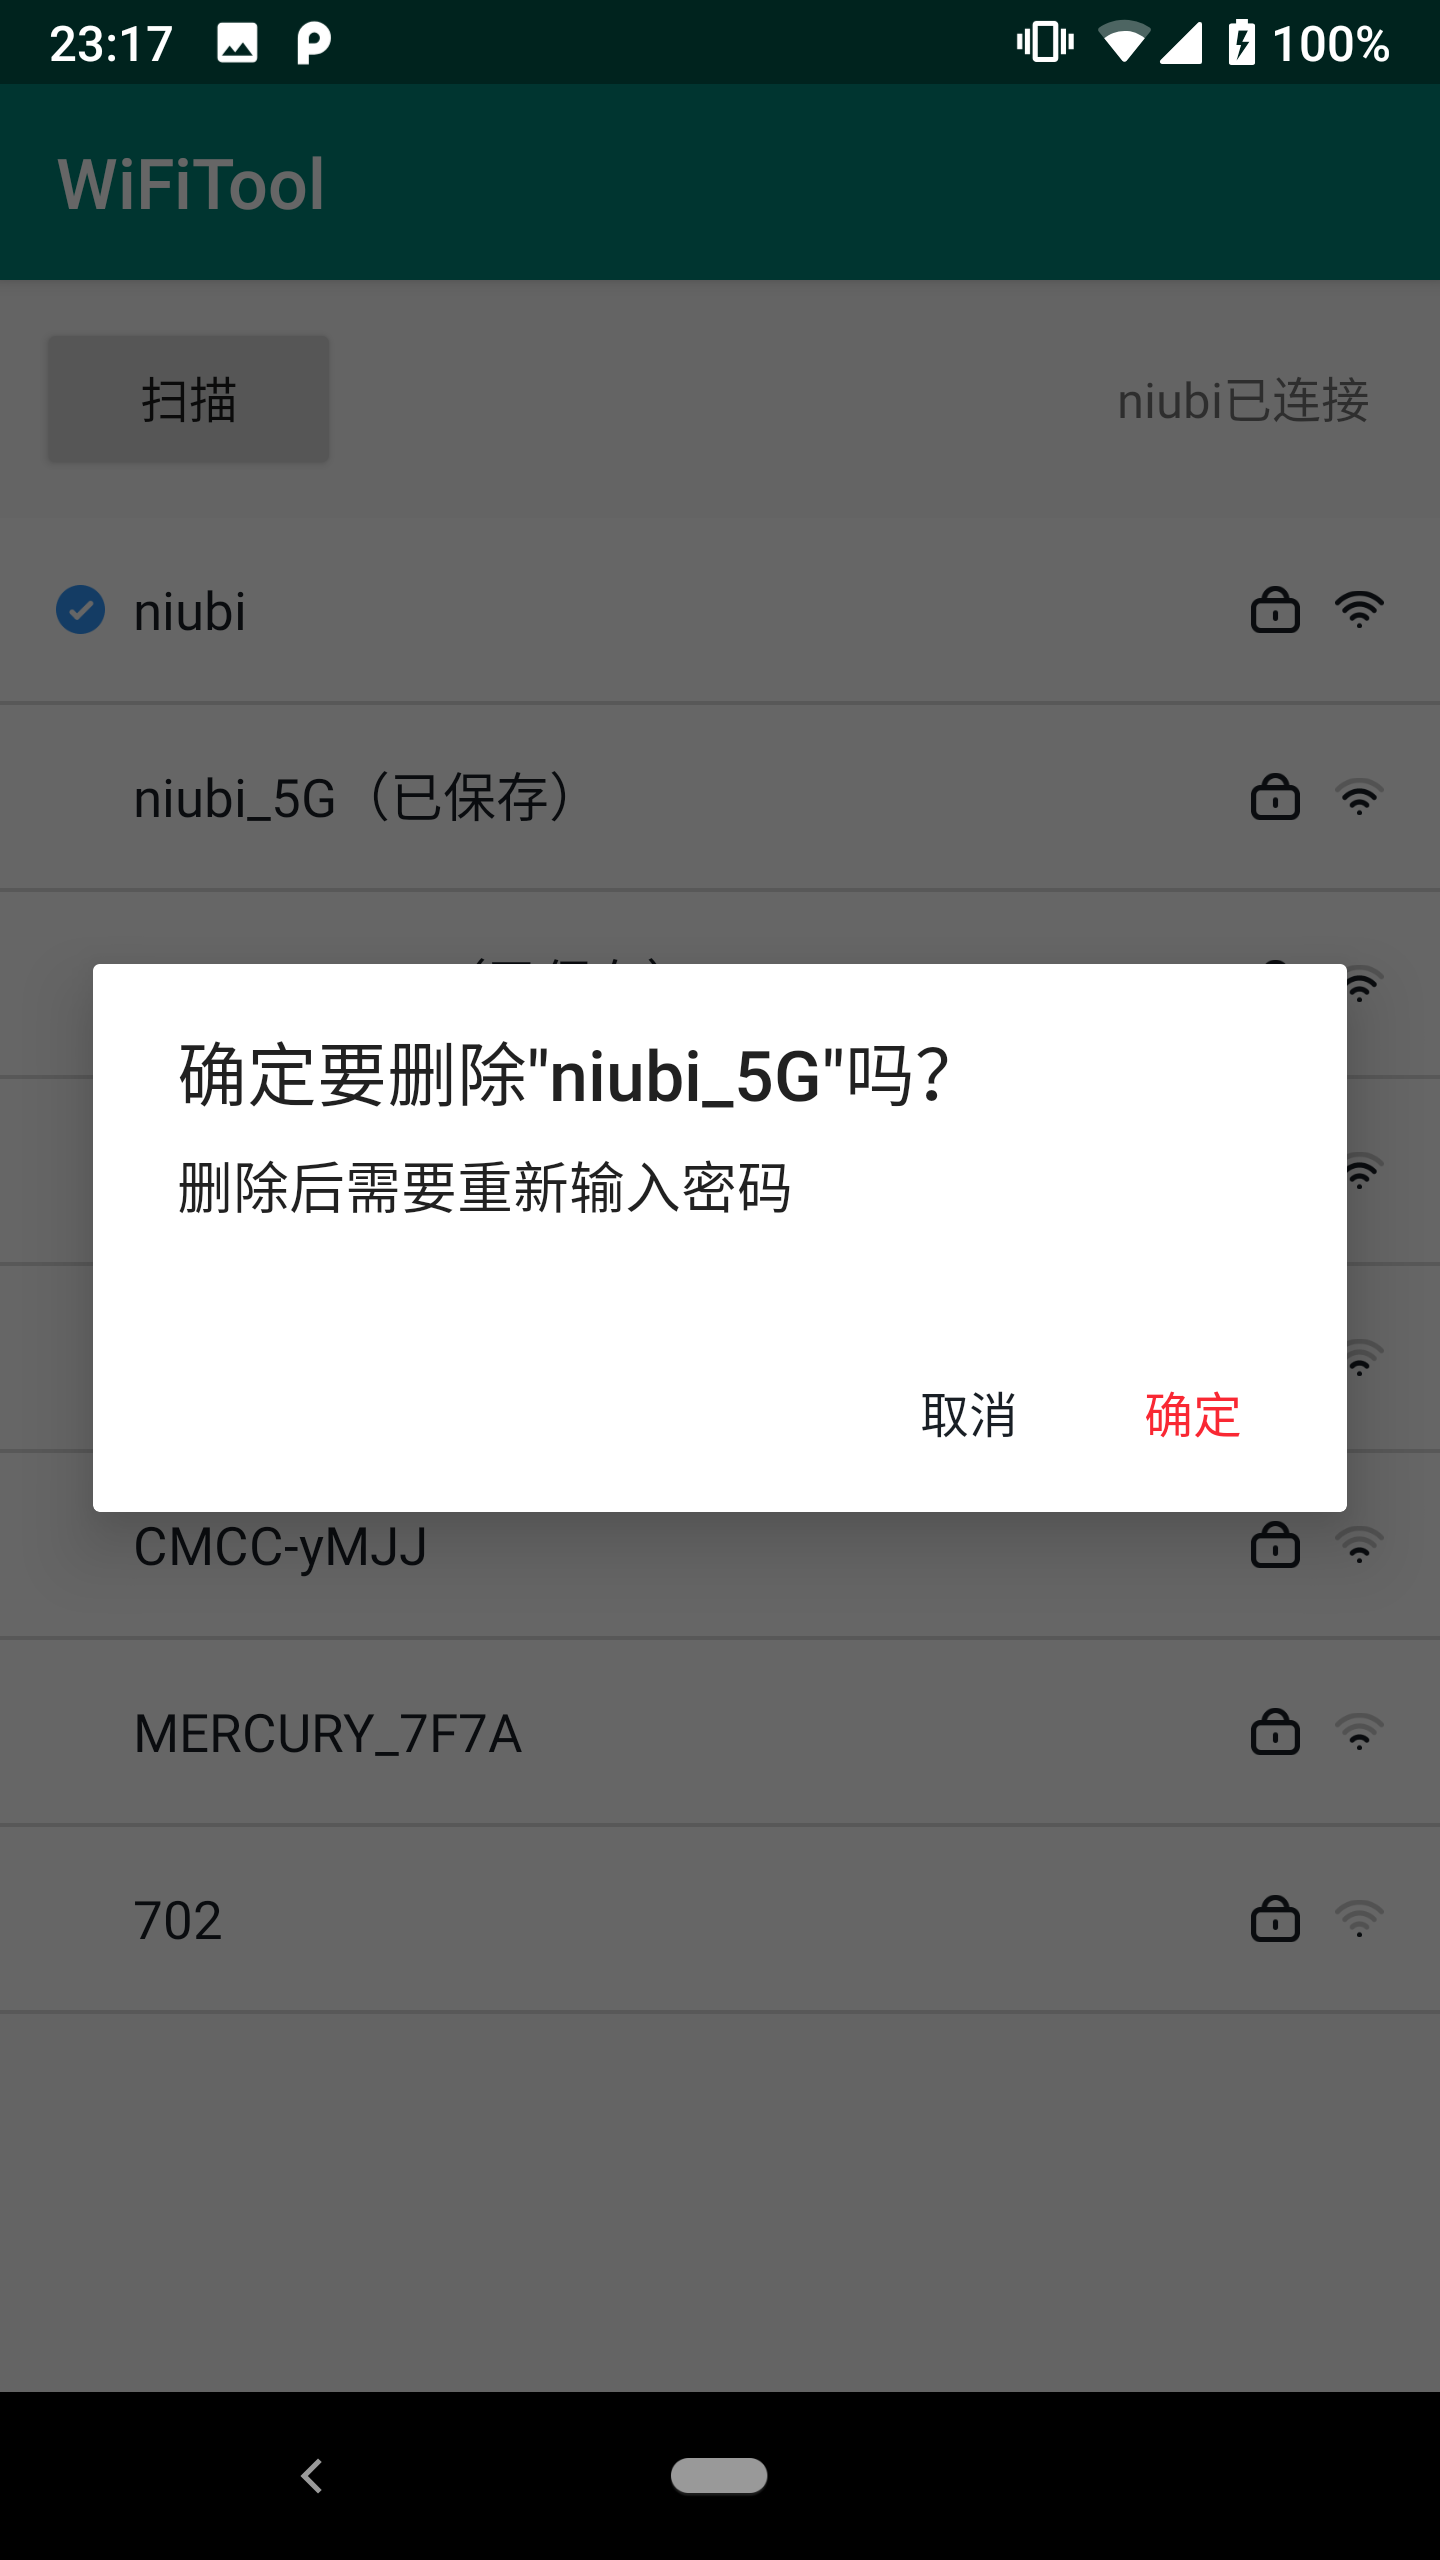 23:17
100%
WiFiTool
扫描
niubi已连接
niubi
niubi_5G（已保存）
确定要删除"niubi_5G"吗？
删除后需要重新输入密码
取消
确定
CMCC-yMJJ
MERCURY_7F7A
702